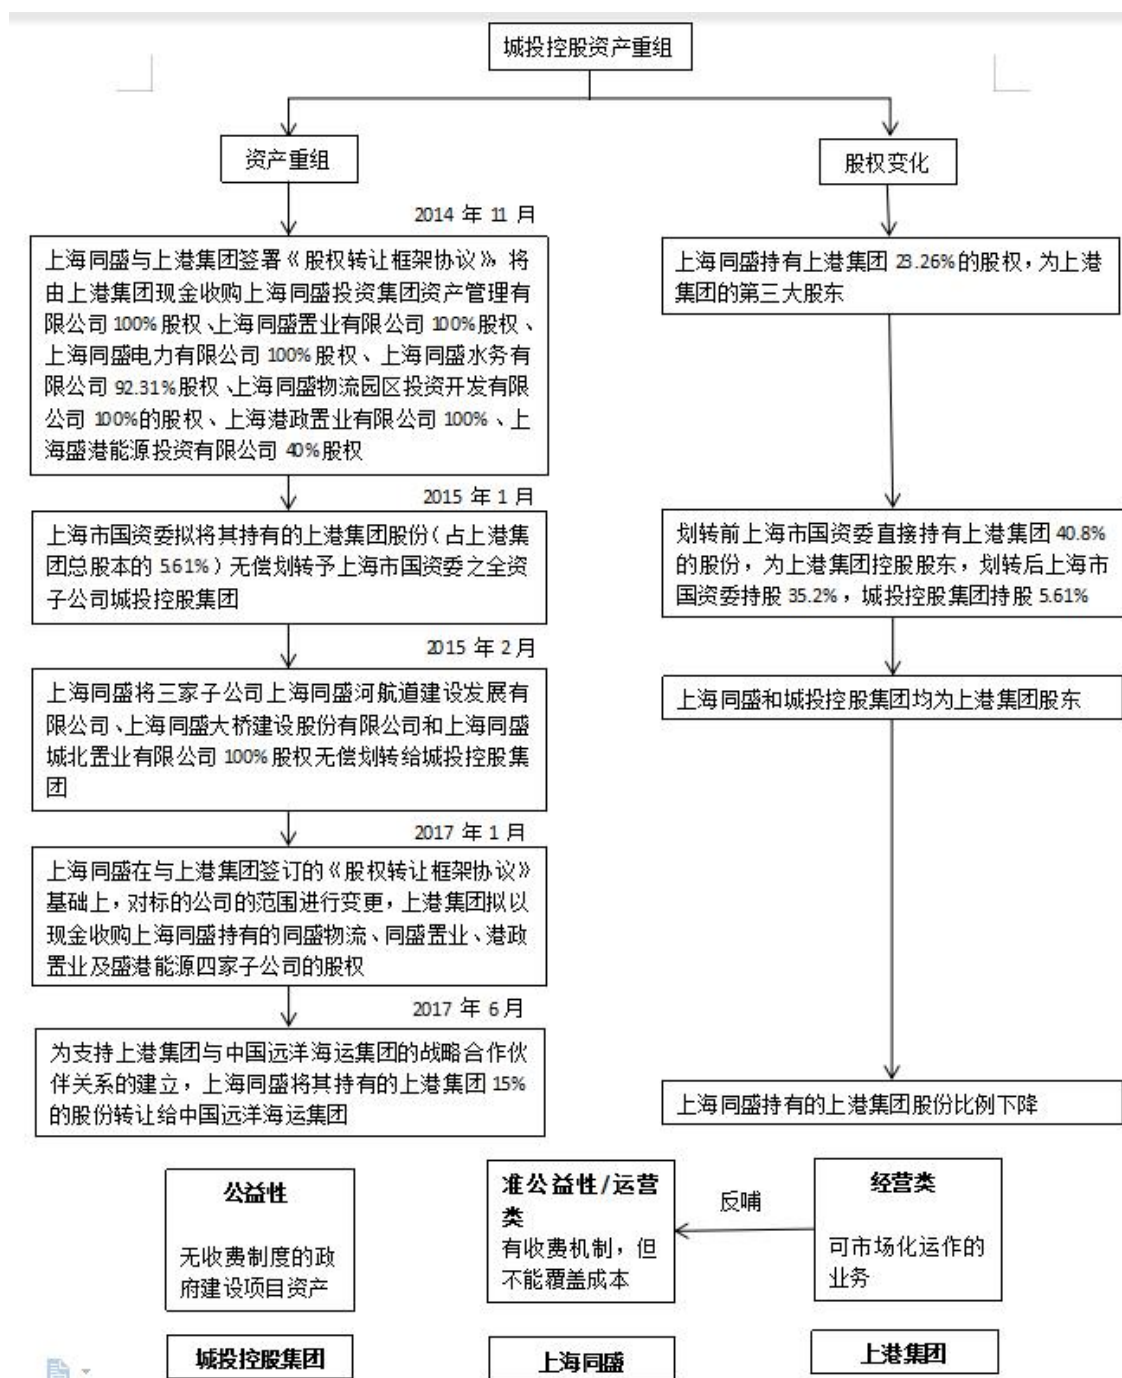 城投控股资产重组
资产重组
股权变化
2014 年 11 月
上海同盛与上港集团签署《股权转让框架协议》，将
由上港集团现金收购上海同盛投资集团资产管理有
限公司 100%股权、上海同盛置业有限公司 100%股权、
上海同盛电力有限公司 100%股权、上海同盛水务有
限公司 92.31%股权、上海同盛物流园区投资开发有限
公司 100%的股权、上海港政置业有限公司 100%、上
海盛港能源投资有限公司 40%股权
上海同盛持有上港集团 23.26%的股权，为上港
集团的第三大股东
2015 年 1 月
上海市国资委拟将其持有的上港集团股份（占上港集
团总股本的 5.61%）无偿划转予上海市国资委之全资
子公司城投控股集团
划转前上海市国资委直接持有上港集团 40.8%
的股份，为上港集团控股股东，划转后上海市
国资委持股 35.2%，城投控股集团持股 5.61%
2015 年 2 月
上海同盛将三家子公司上海同盛河航道建设发展有
限公司、上海同盛大桥建设股份有限公司和上海同盛
城北置业有限公司 100%股权无偿划转给城投控股集
团
上海同盛和城投控股集团均为上港集团股东
2017 年 1 月
上海同盛在与上港集团签订的《股权转让框架协议》
基础上，对标的公司的范围进行变更，上港集团拟以
现金收购上海同盛持有的同盛物流、同盛置业、港政
置业及盛港能源四家子公司的股权
2017 年 6 月
为支持上港集团与中国远洋海运集团的战略合作伙
伴关系的建立，上海同盛将其持有的上港集团 15%
的股份转让给中国远洋海运集团
上海同盛持有的上港集团股份比例下降
公益性
无收费制度的政
府建设项目资产
准公益性/运营
类
有收费机制，但
不能覆盖成本
反哺
经营类
可市场化运作的
业务
城投控股集团
上海同盛
上港集团